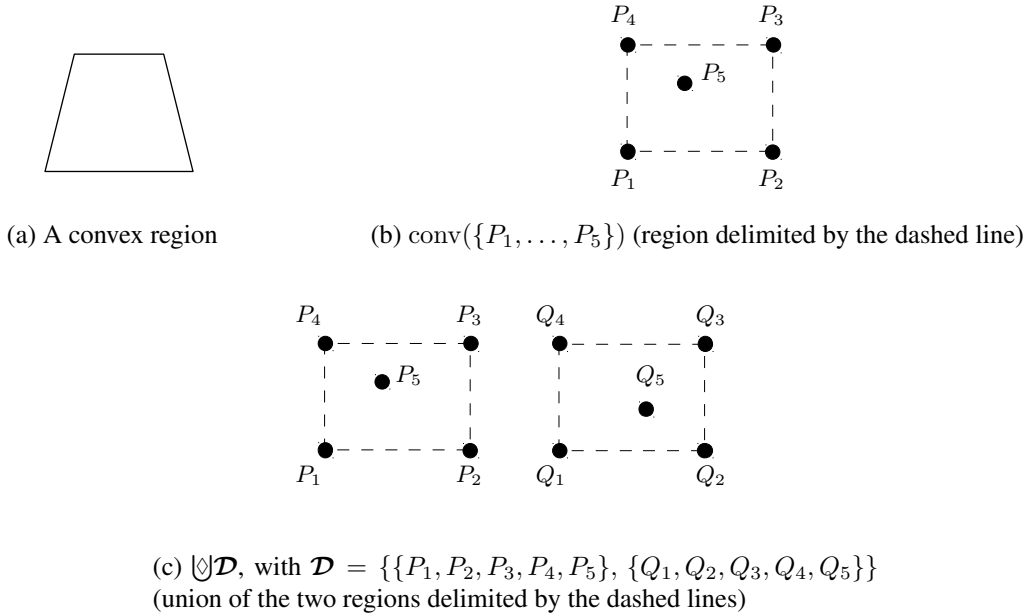 P₄ P₃
P₅
P₁ P₂
(a) A convex region (b) conv({P₁, . . . , P₅}) (region delimited by the dashed line)
P₄ P₃ Q₄ Q₃
P₅ Q₅
P₁ P₂ Q₁ Q₂
(c) 𝓓, with 𝓓 = {{P₁, P₂, P₃, P₄, P₅}, {Q₁, Q₂, Q₃, Q₄, Q₅}}
(union of the two regions delimited by the dashed lines)